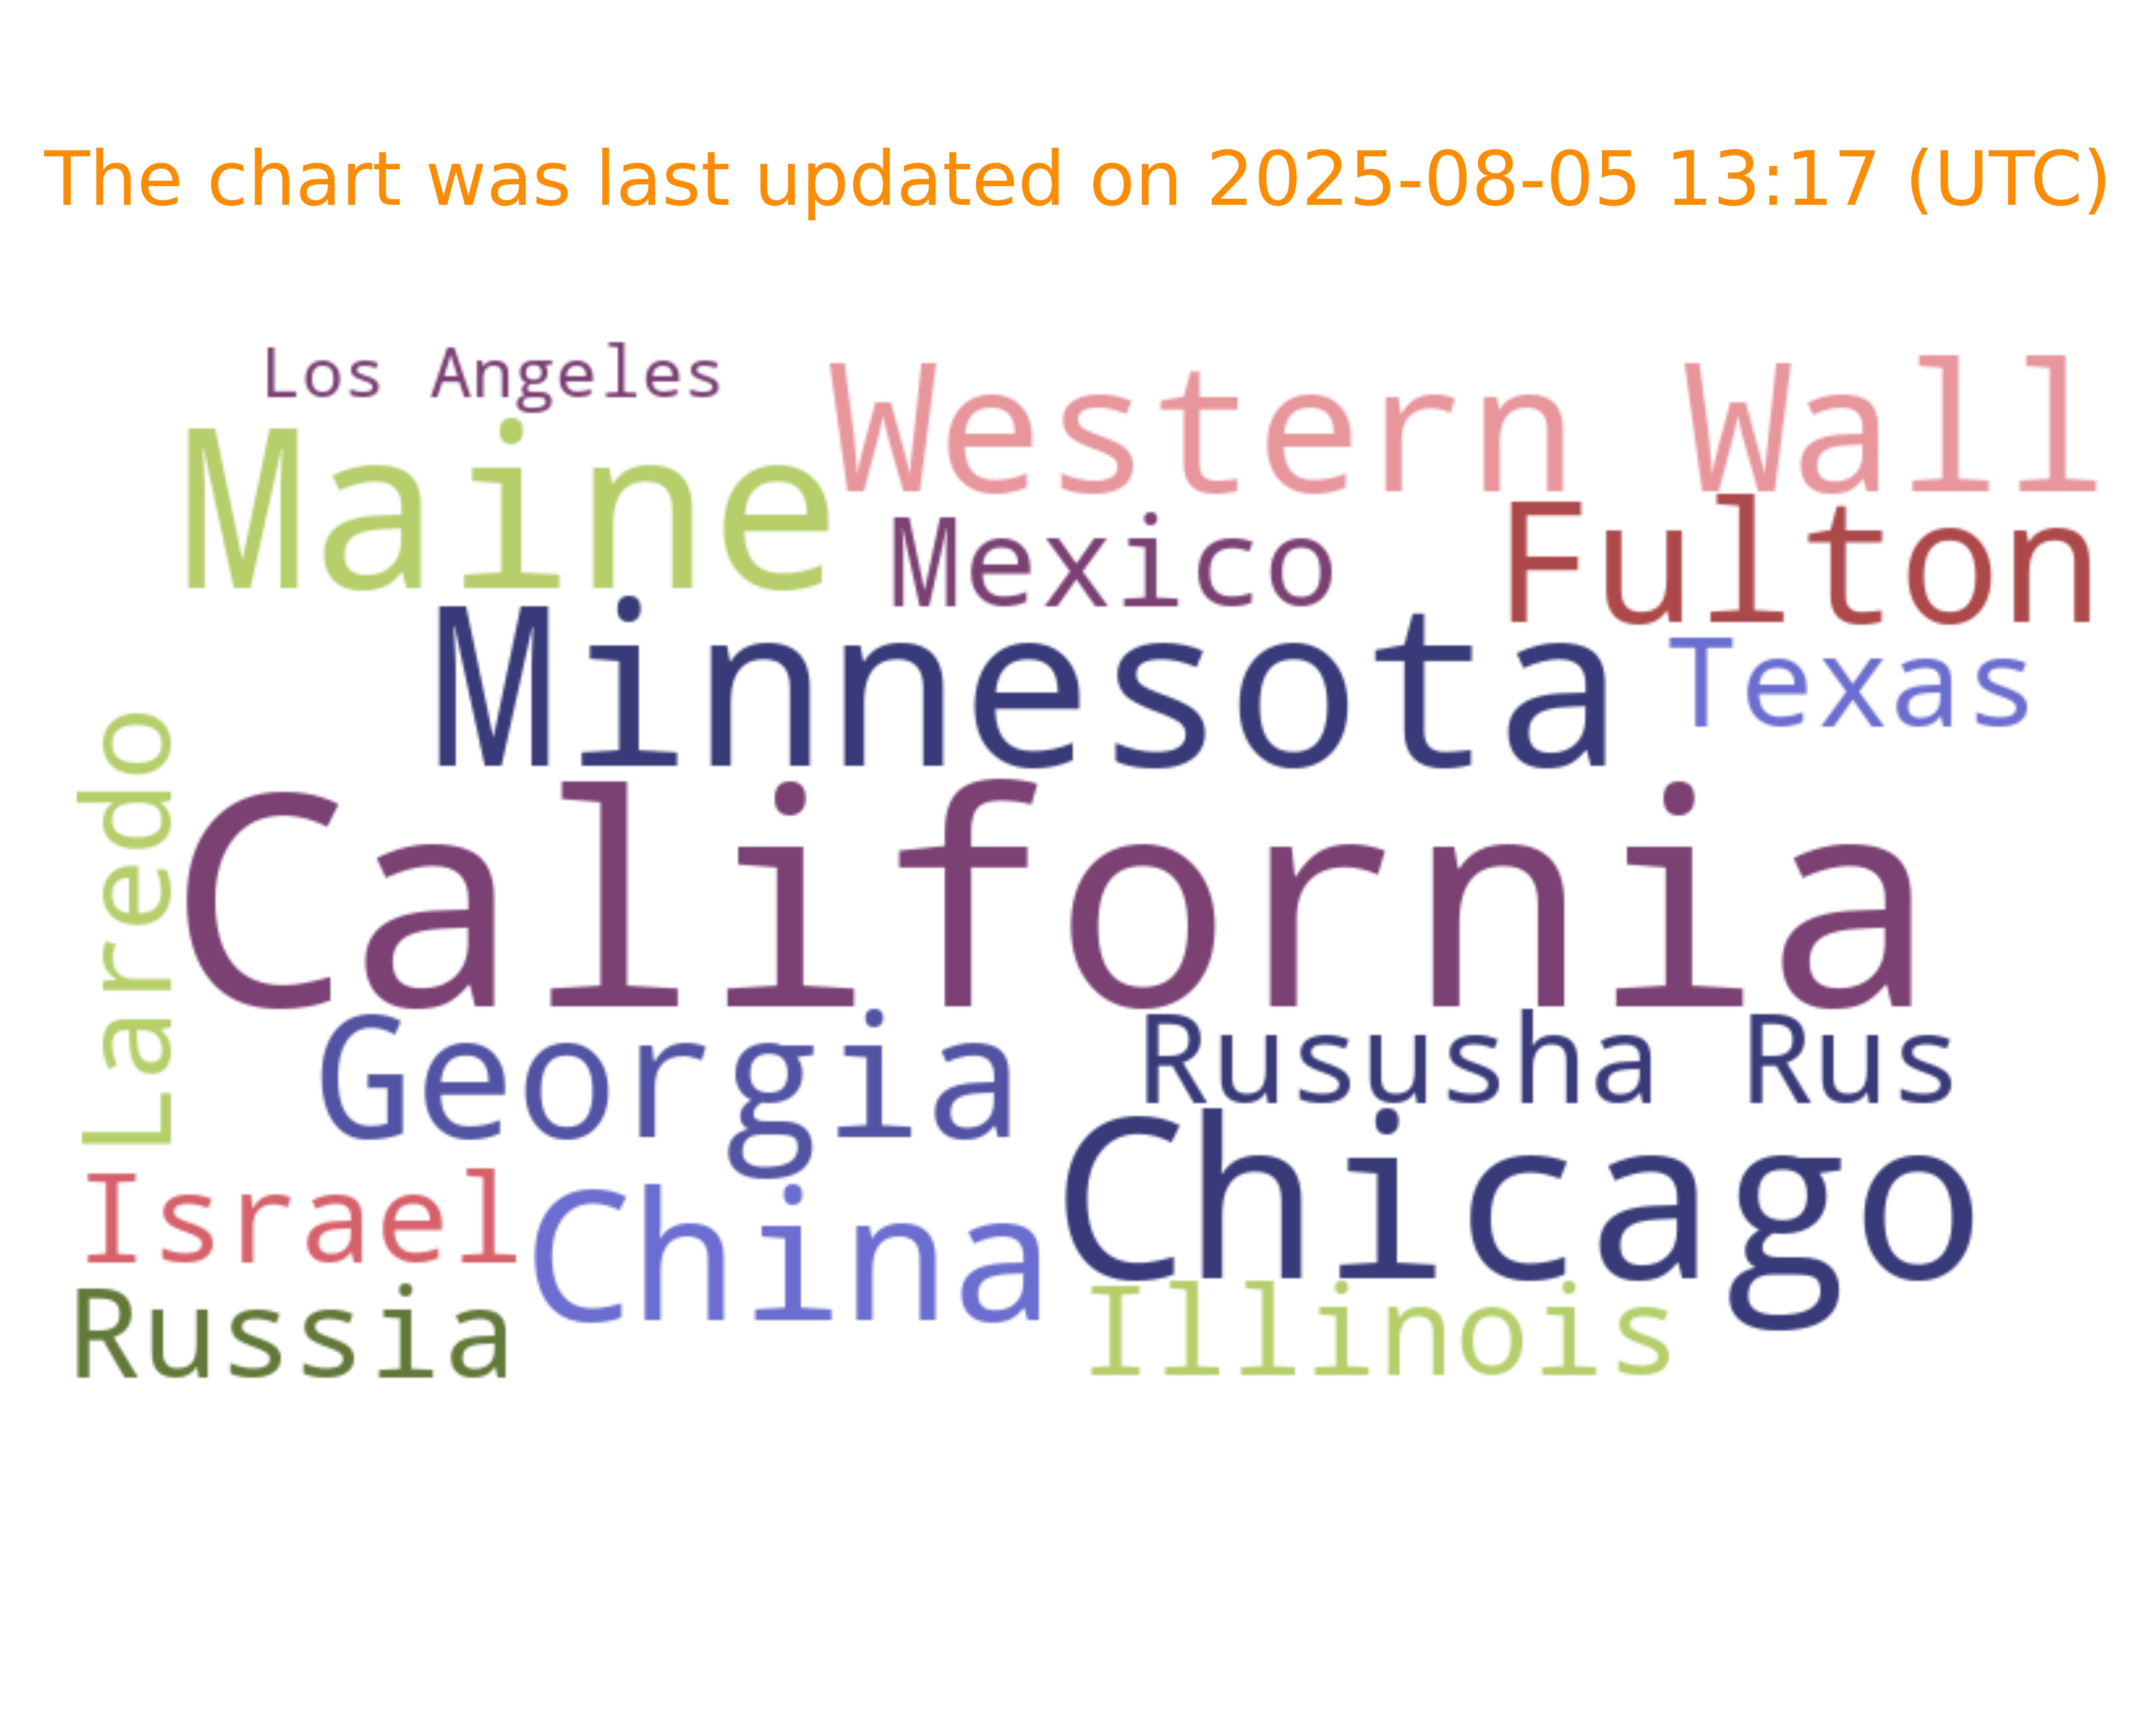 The chart was last updated on 2025-08-05 13:17 (UTC)
Los Angeles
Western Wall
Maine
Mexico
Fulton
Minnesota
Texas
Laredo
California
Georgia
Rususha Rus
Chicago
Israel
China
Russia
Illinois